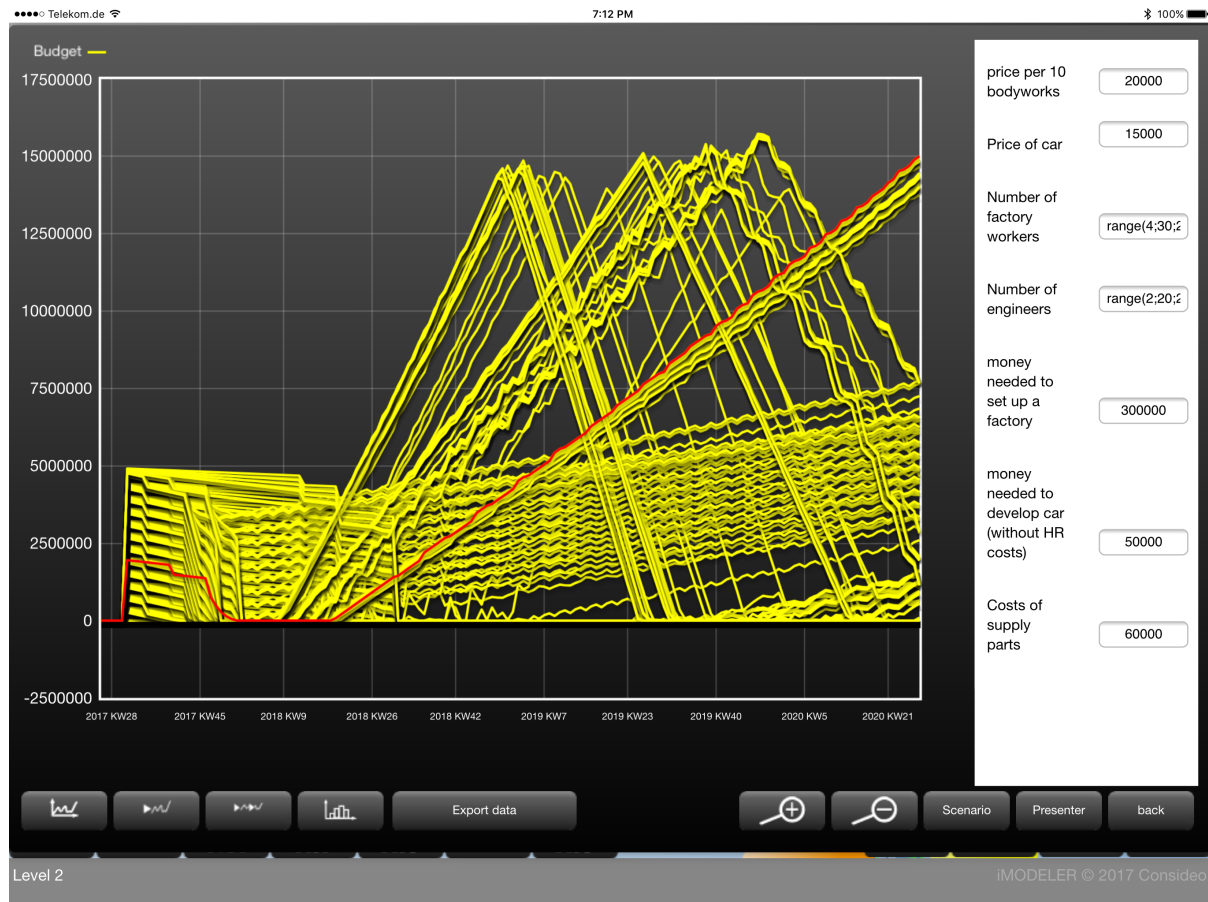 Telekom.de
7:12 PM
100%
Budget
17500000
15000000
12500000
10000000
7500000
5000000
2500000
0
-2500000
2017 KW28
2017 KW45
2018 KW9
2018 KW26
2018 KW42
2019 KW7
2019 KW23
2019 KW40
2020 KW5
2020 KW21
price per 10
bodyworks
20000
Price of car
15000
Number of
factory
workers
range(4;30;2
Number of
engineers
range(2;20;2
money
needed to
set up a
factory
300000
money
needed to
develop car
(without HR
costs)
50000
Costs of
supply
parts
60000
Export data
Scenario
Presenter
back
Level 2
iMODELER © 2017 Consideo